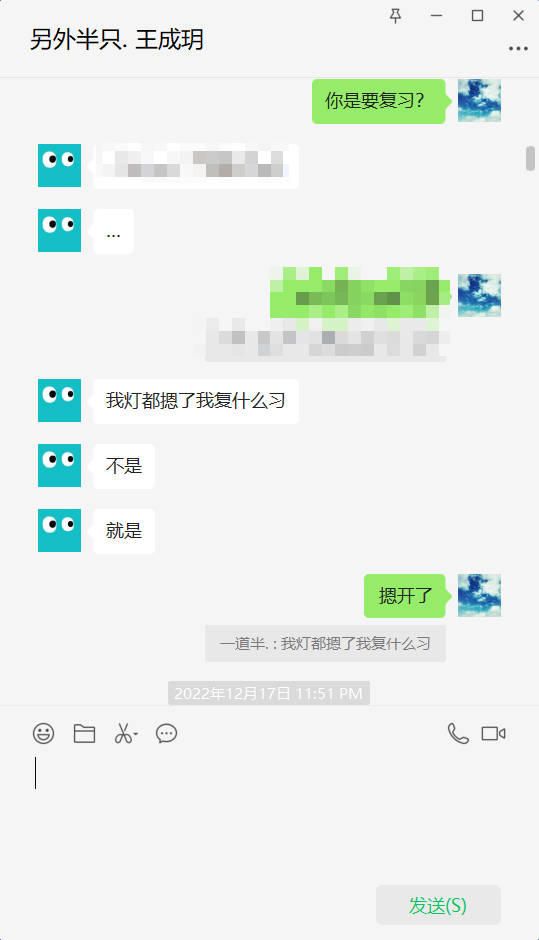 另外半只. 王成玥
你是要复习？
...
我灯都摁了我复什么习
不是
就是
摁开了
一道半. : 我灯都摁了我复什么习
2022年12月17日 11:51 PM
发送(S)